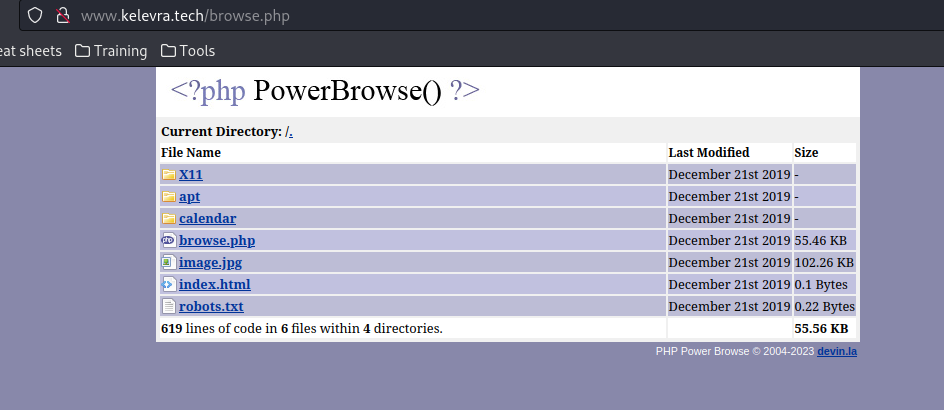 www.kelevra.tech/browse.php
eat sheets Training Tools
<?php PowerBrowse() ?>
Current Directory: /.
File Name Last Modified Size
X11 December 21st 2019 -
apt December 21st 2019 -
calendar December 21st 2019 -
browse.php December 21st 2019 55.46 KB
image.jpg December 21st 2019 102.26 KB
index.html December 21st 2019 0.1 Bytes
robots.txt December 21st 2019 0.22 Bytes
619 lines of code in 6 files within 4 directories. 55.56 KB
PHP Power Browse © 2004-2023 devin.la